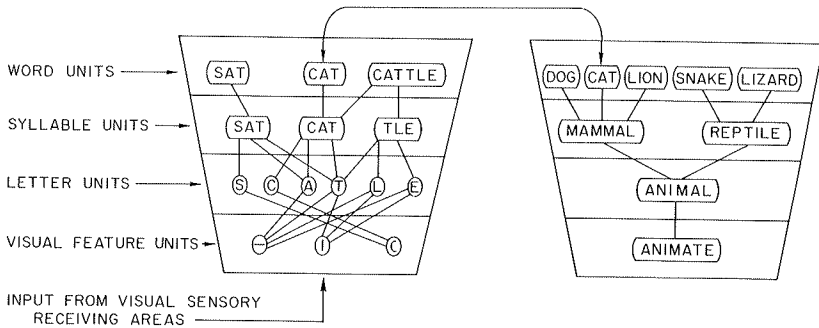 WORD UNITS
SAT CAT CATTLE
DOG CAT LION SNAKE LIZARD
SYLLABLE UNITS
SAT CAT TLE
MAMMAL REPTILE
LETTER UNITS
S C A T L E
ANIMAL
VISUAL FEATURE UNITS
— | C
ANIMATE
INPUT FROM VISUAL SENSORY
RECEIVING AREAS